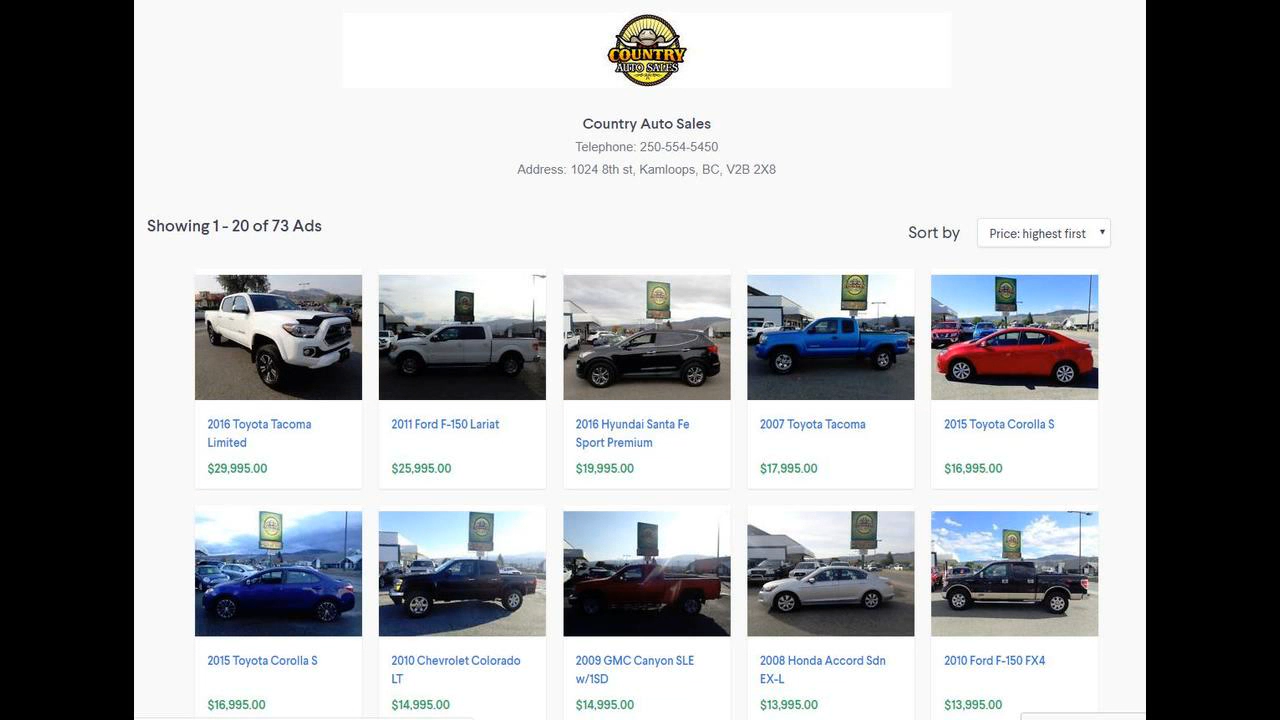 COUNTRY
AUTO SALES
Country Auto Sales
Telephone: 250-554-5450
Address: 1024 8th st, Kamloops, BC, V2B 2X8
Showing 1 - 20 of 73 Ads
Sort by
Price: highest first
2016 Toyota Tacoma
Limited
$29,995.00
2011 Ford F-150 Lariat
$25,995.00
2016 Hyundai Santa Fe
Sport Premium
$19,995.00
2007 Toyota Tacoma
$17,995.00
2015 Toyota Corolla S
$16,995.00
2015 Toyota Corolla S
$16,995.00
2010 Chevrolet Colorado
LT
$14,995.00
2009 GMC Canyon SLE
w/1SD
$14,995.00
2008 Honda Accord Sdn
EX-L
$13,995.00
2010 Ford F-150 FX4
$13,995.00